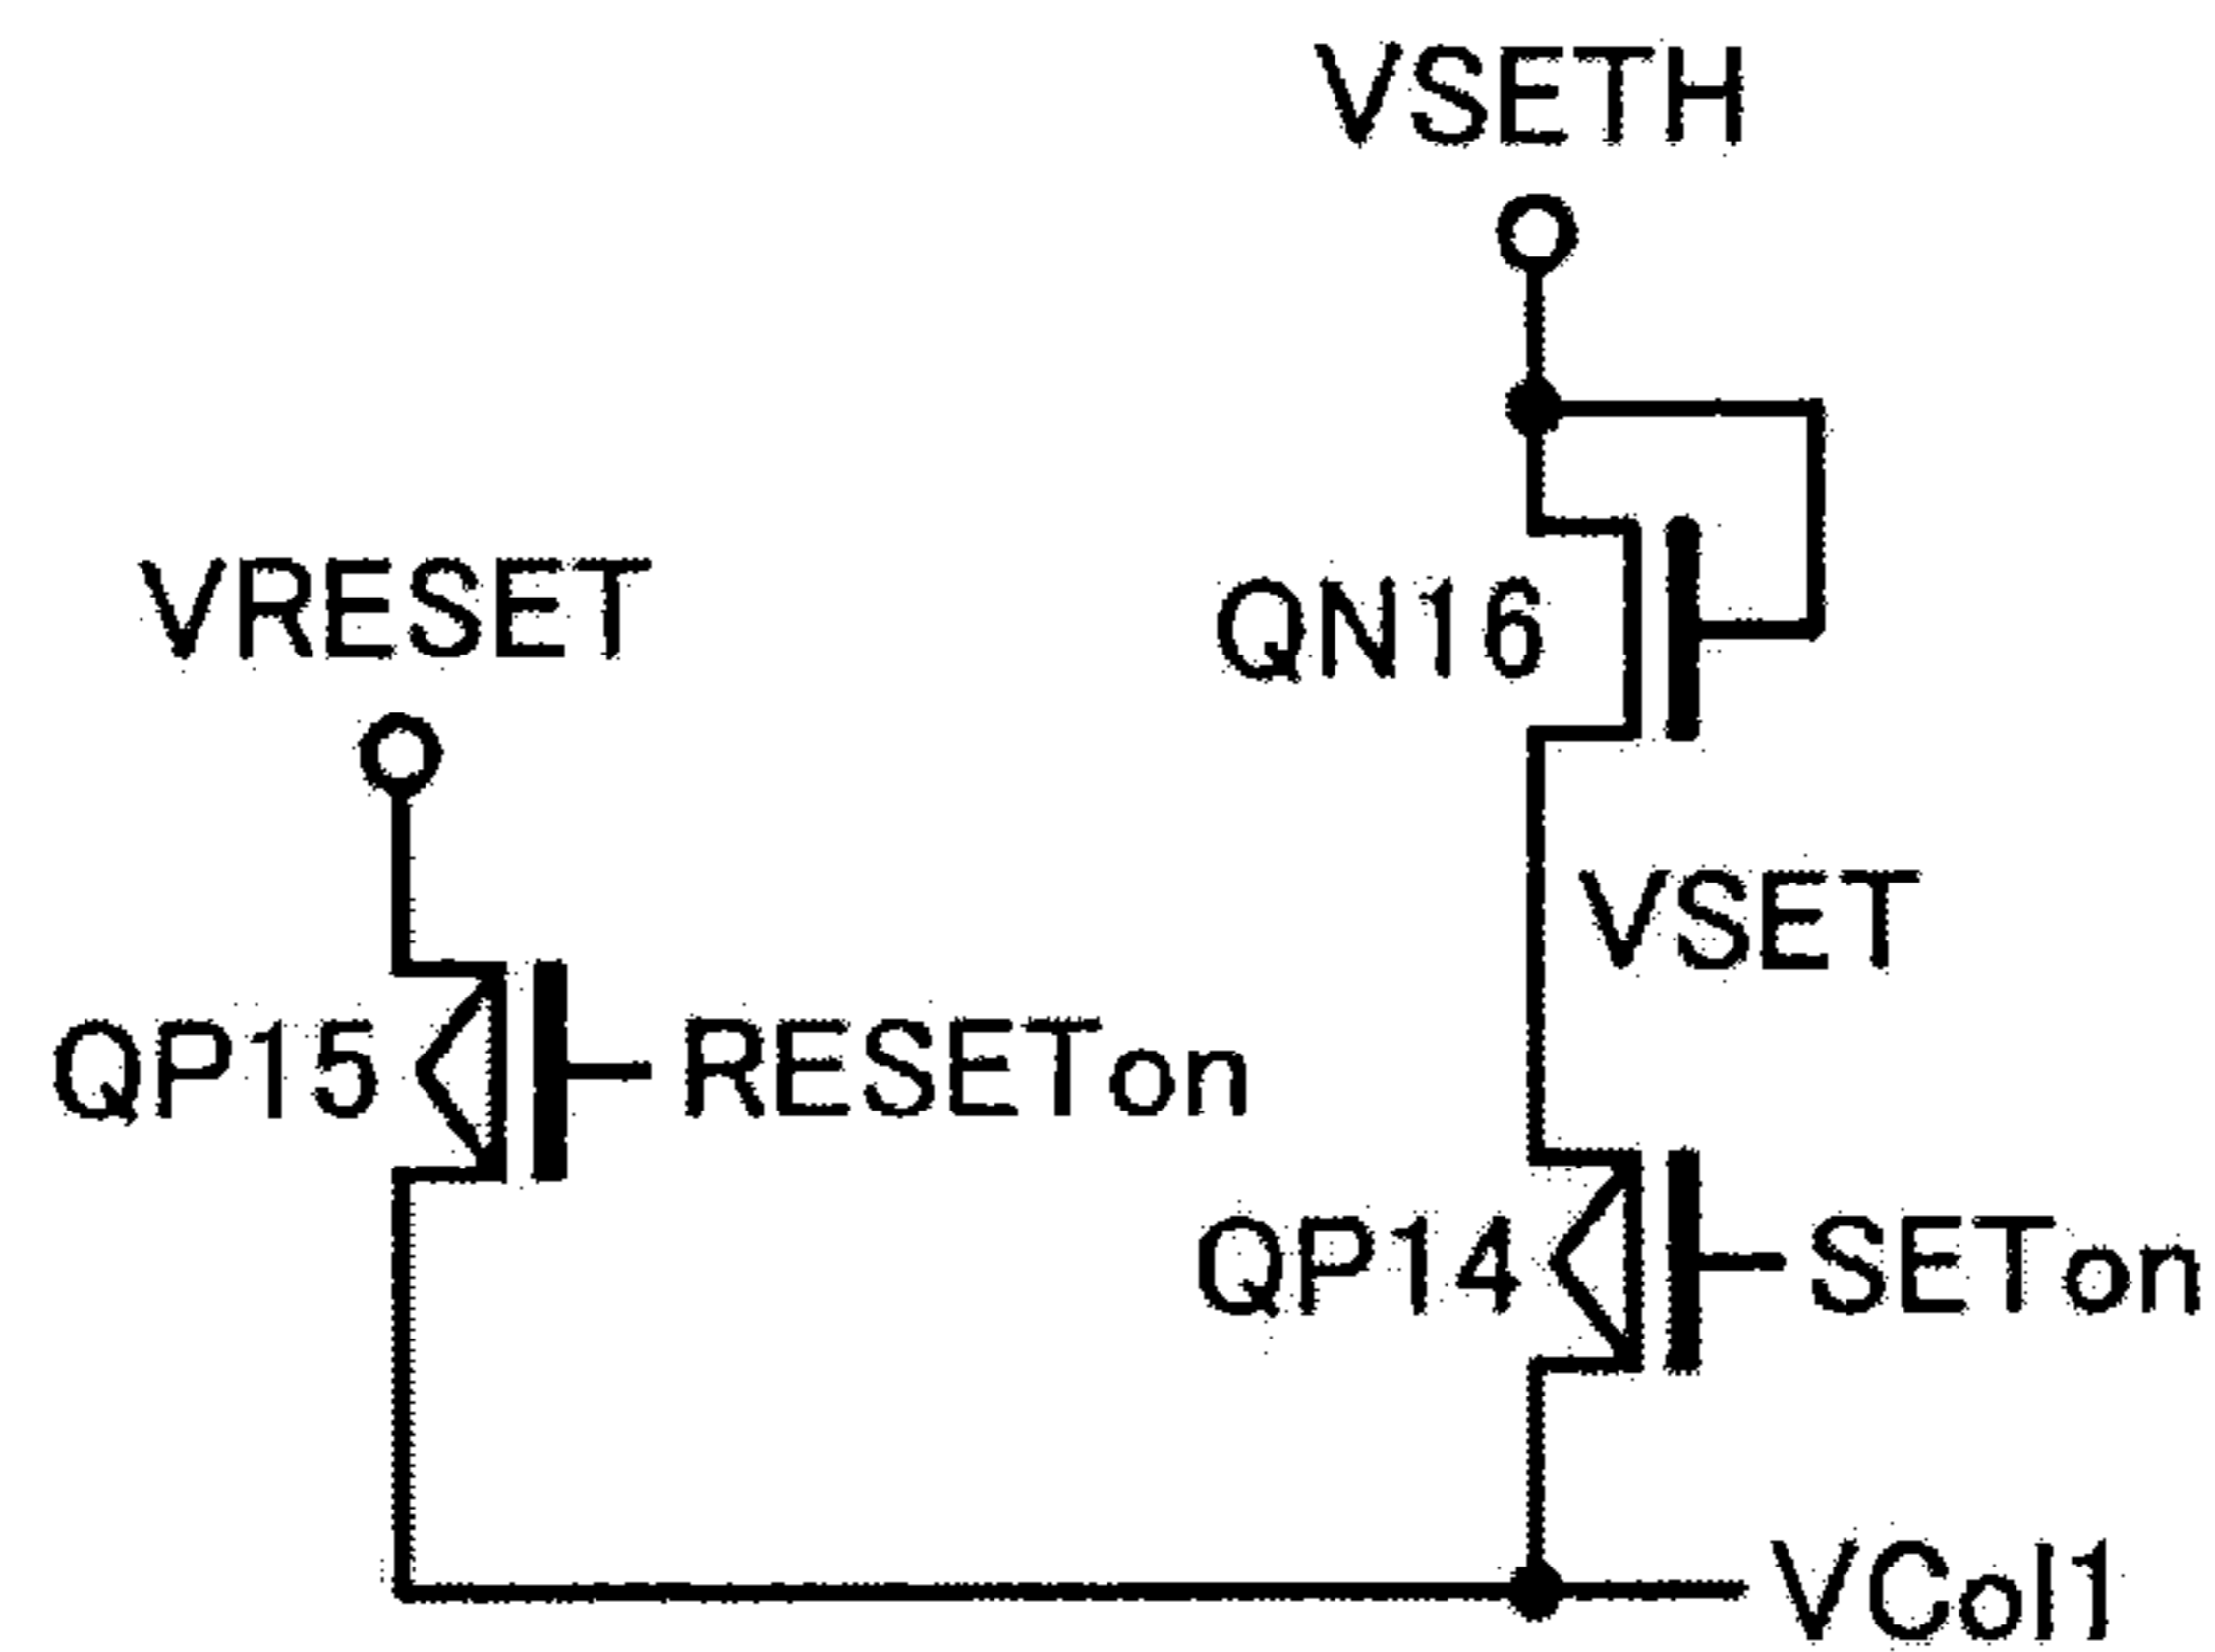 VSETH
VRESET
QN16
VSET
QP15
RESETon
QP14
SETon
VCol1